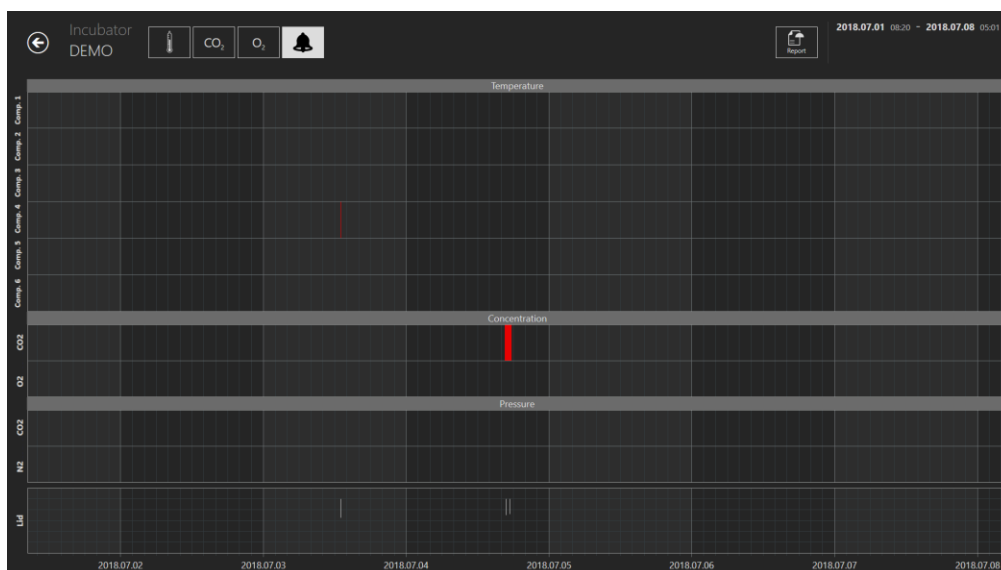 Incubator
DEMO
CO₂
O₂
Report
2018.07.01 08:20 - 2018.07.08 05:01
Temperature
Comp. 1
Comp. 2
Comp. 3
Comp. 4
Comp. 5
Comp. 6
Concentration
CO2
O2
Pressure
CO2
N2
Lid
2018.07.02 2018.07.03 2018.07.04 2018.07.05 2018.07.06 2018.07.07 2018.07.08